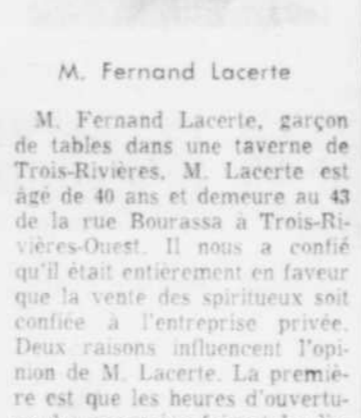 M. Fernand Lacerte
M. Fernand Lacerte, garçon
de tables dans une taverne de
Trois-Rivières, M. Lacerte est
âgé de 40 ans et demeure au 43
de la rue Bourassa à Trois-Ri-
vières-Ouest. Il nous a confié
qu'il était entièrement en faveur
que la vente des spiritueux soit
confiée à l'entreprise privée.
Deux raisons influencent l'opi-
nion de M. Lacerte. La premiè-
re est que les heures d'ouvertu-